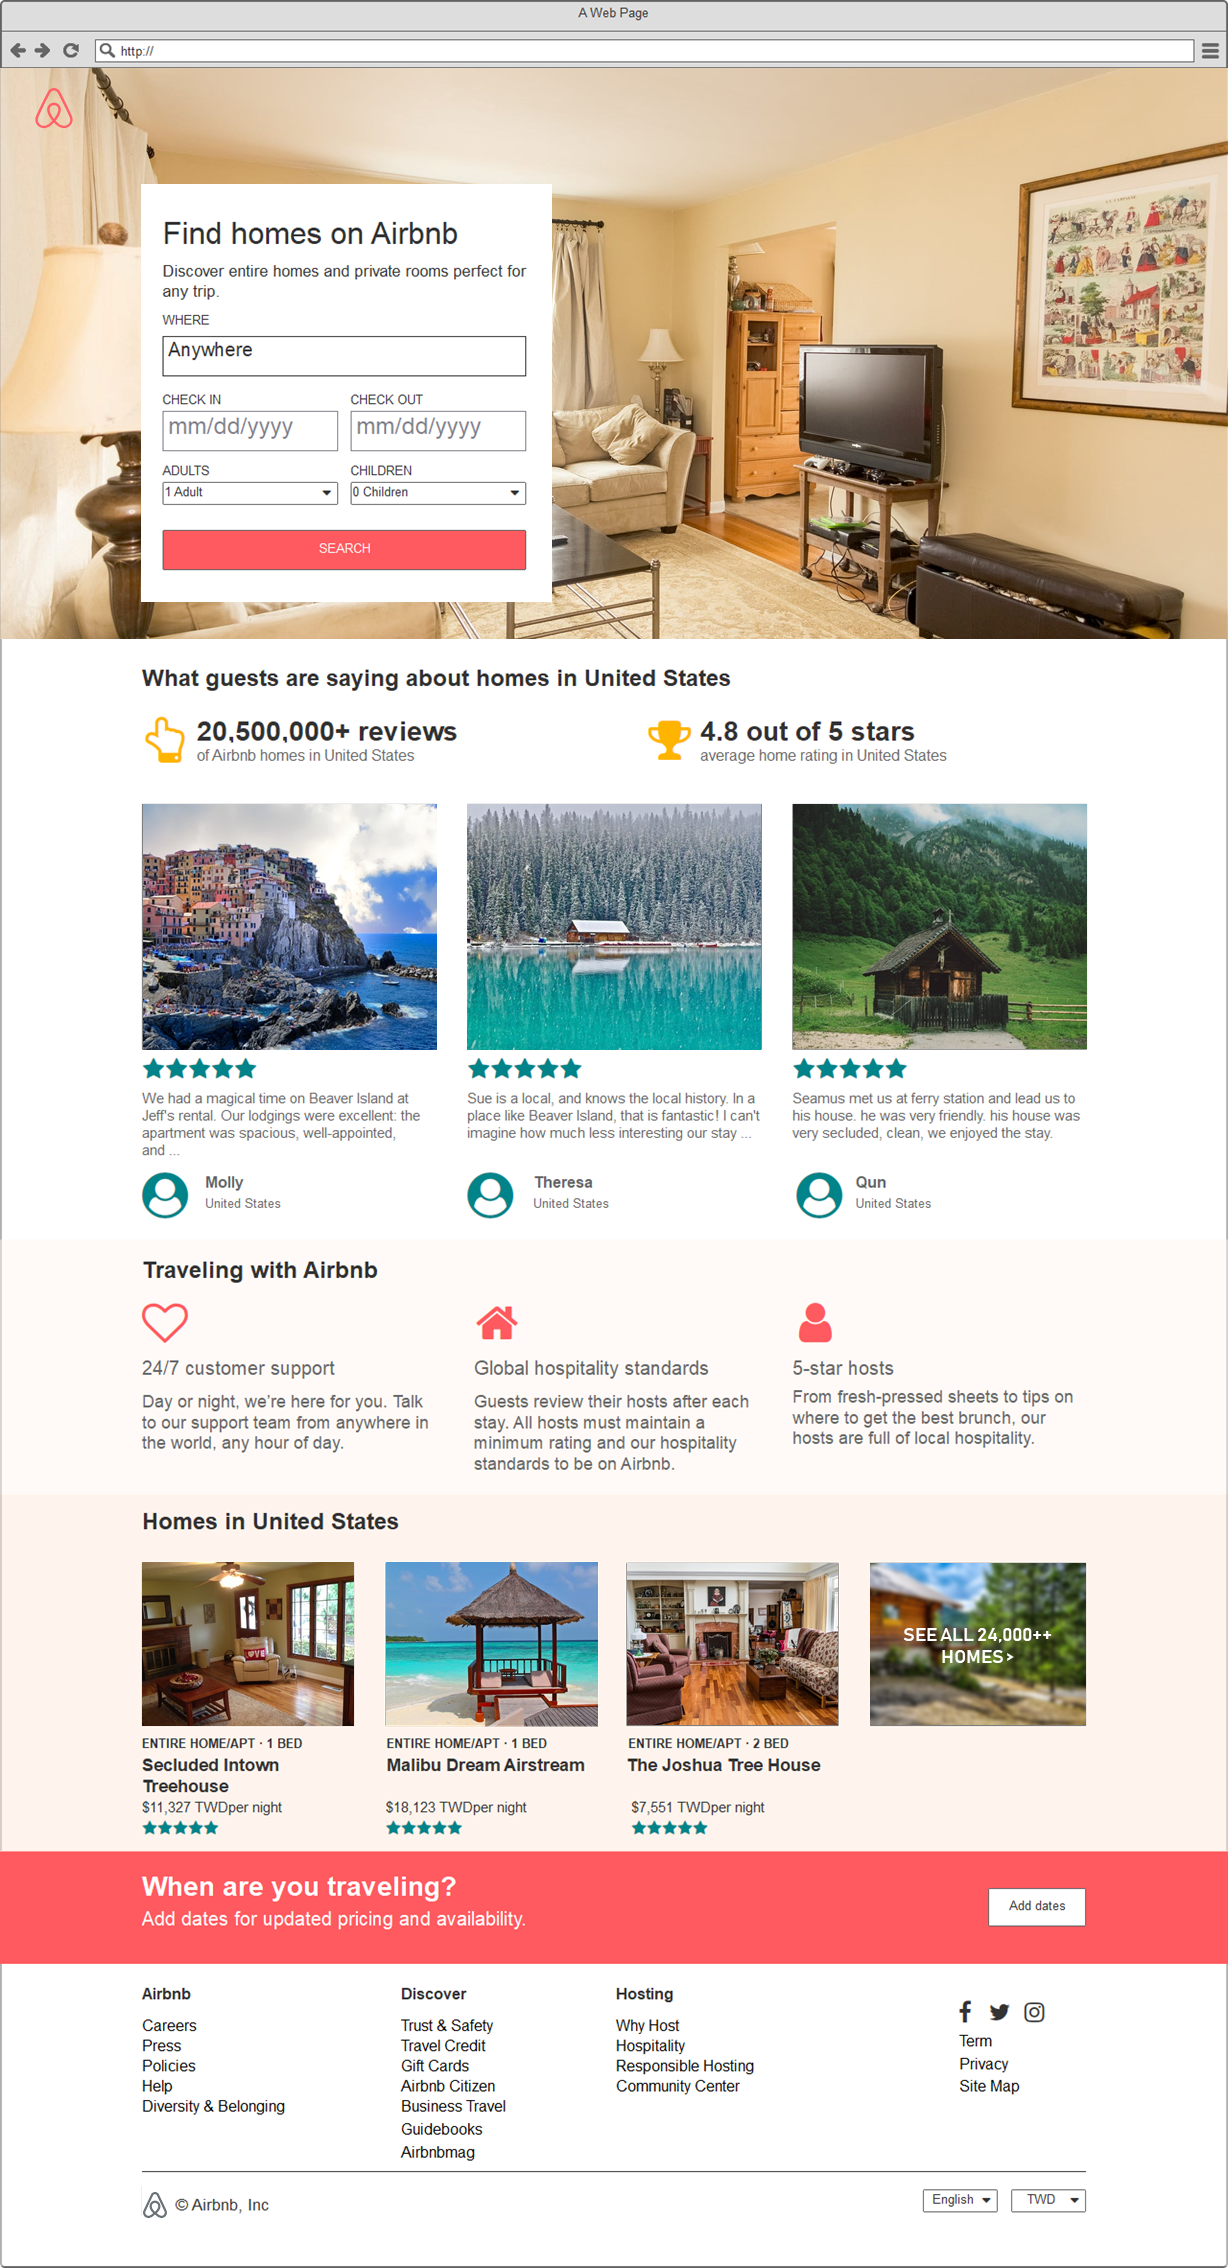 A Web Page
http://
Find homes on Airbnb
Discover entire homes and private rooms perfect for
any trip.
WHERE
Anywhere
CHECK IN
CHECK OUT
mm/dd/yyyy
mm/dd/yyyy
ADULTS
CHILDREN
1 Adult
0 Children
SEARCH
What guests are saying about homes in United States
20,500,000+ reviews
of Airbnb homes in United States
4.8 out of 5 stars
average home rating in United States
We had a magical time on Beaver Island at
Jeff's rental. Our lodgings were excellent: the
apartment was spacious, well-appointed,
and ...
Molly
United States
Sue is a local, and knows the local history. In a
place like Beaver Island, that is fantastic! I can't
imagine how much less interesting our stay ...
Theresa
United States
Seamus met us at ferry station and lead us to
his house. he was very friendly. his house was
very secluded, clean, we enjoyed the stay.
Qun
United States
Traveling with Airbnb
24/7 customer support
Day or night, we're here for you. Talk
to our support team from anywhere in
the world, any hour of day.
Global hospitality standards
Guests review their hosts after each
stay. All hosts must maintain a
minimum rating and our hospitality
standards to be on Airbnb.
5-star hosts
From fresh-pressed sheets to tips on
where to get the best brunch, our
hosts are full of local hospitality.
Homes in United States
ENTIRE HOME/APT · 1 BED
Secluded Intown
Treehouse
$11,327 TWDper night
ENTIRE HOME/APT · 1 BED
Malibu Dream Airstream
$18,123 TWDper night
ENTIRE HOME/APT · 2 BED
The Joshua Tree House
$7,551 TWDper night
SEE ALL 24,000++
HOMES >
When are you traveling?
Add dates for updated pricing and availability.
Add dates
Airbnb
Careers
Press
Policies
Help
Diversity & Belonging
Discover
Trust & Safety
Travel Credit
Gift Cards
Airbnb Citizen
Business Travel
Guidebooks
Airbnbmag
Hosting
Why Host
Hospitality
Responsible Hosting
Community Center
Term
Privacy
Site Map
© Airbnb, Inc
English
TWD